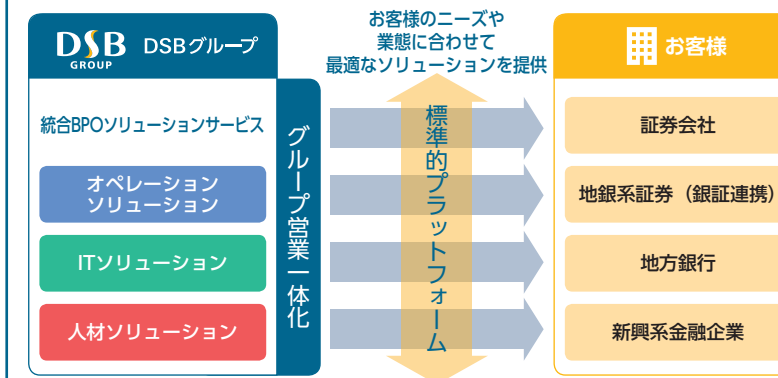 DSB
GROUP
DSBグループ
統合BPOソリューションサービス
オペレーション
ソリューション
ITソリューション
人材ソリューション
グループ営業一体化
お客様のニーズや
業態に合わせて
最適なソリューションを提供
標準的プラットフォーム
お客様
証券会社
地銀系証券（銀証連携）
地方銀行
新興系金融企業